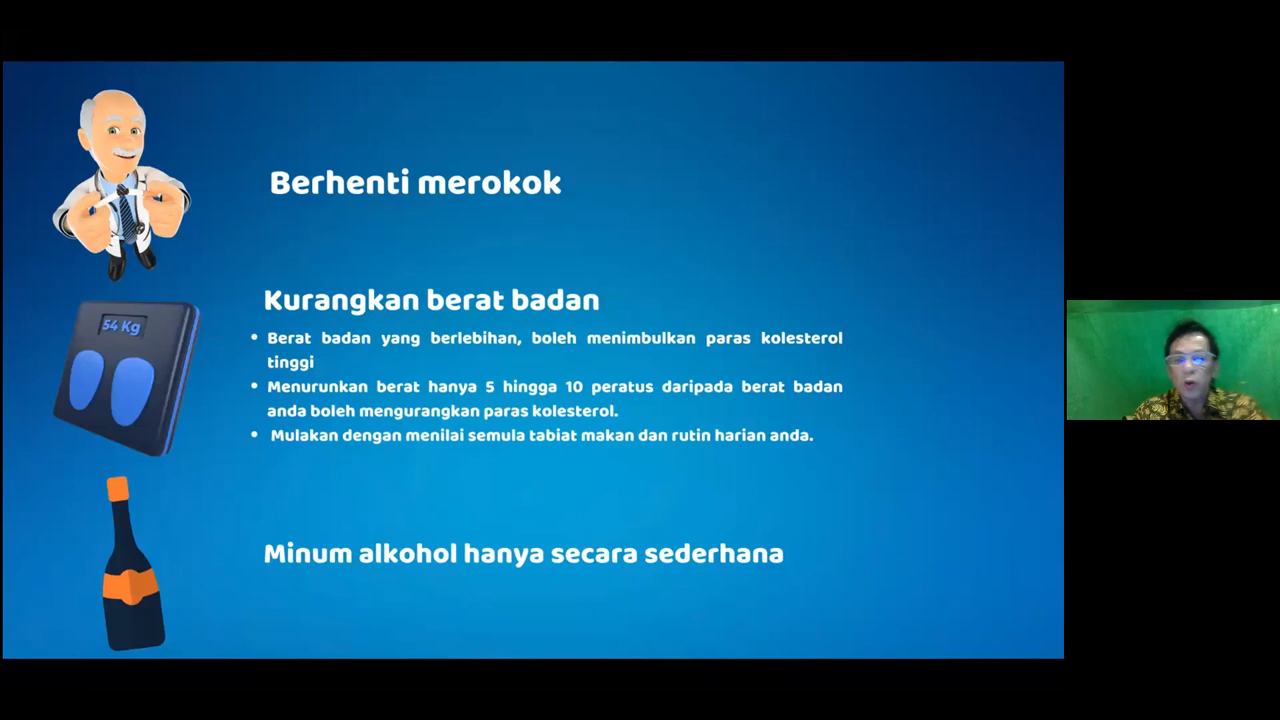 Berhenti merokok
54 Kg
Kurangkan berat badan
• Berat badan yang berlebihan, boleh menimbulkan paras kolesterol
tinggi
• Menurunkan berat hanya 5 hingga 10 peratus daripada berat badan
anda boleh mengurangkan paras kolesterol.
• Mulakan dengan menilai semula tabiat makan dan rutin harian anda.
Minum alkohol hanya secara sederhana